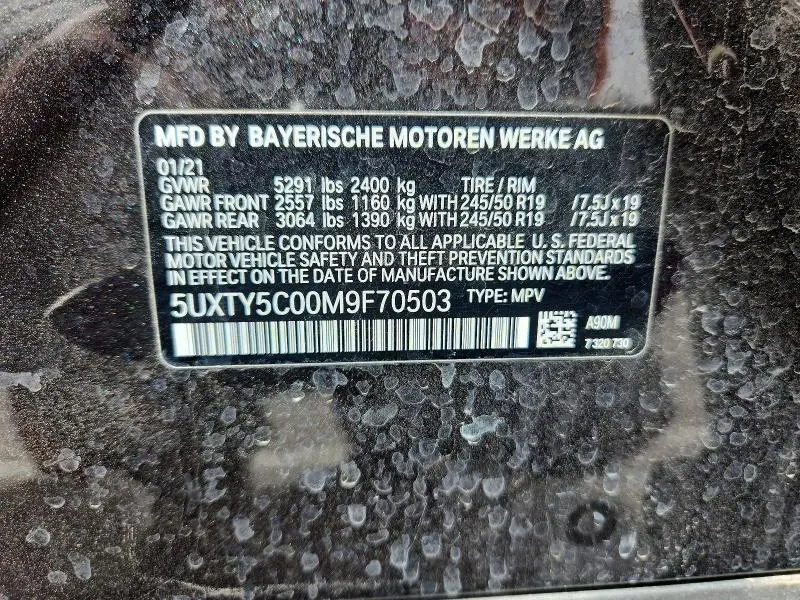 MFD BY BAYERISCHE MOTOREN WERKE AG
01/21
GVWR 5291 lbs 2400 kg TIRE / RIM
GAWR FRONT 2557 lbs 1160 kg WITH 245/50 R19 /7.5J x 19
GAWR REAR 3064 lbs 1390 kg WITH 245/50 R19 /7.5J x 19
THIS VEHICLE CONFORMS TO ALL APPLICABLE U. S. FEDERAL
MOTOR VEHICLE SAFETY AND THEFT PREVENTION STANDARDS
IN EFFECT ON THE DATE OF MANUFACTURE SHOWN ABOVE.
5UXTY5C00M9F70503 TYPE: MPV
A90M
7 320 730